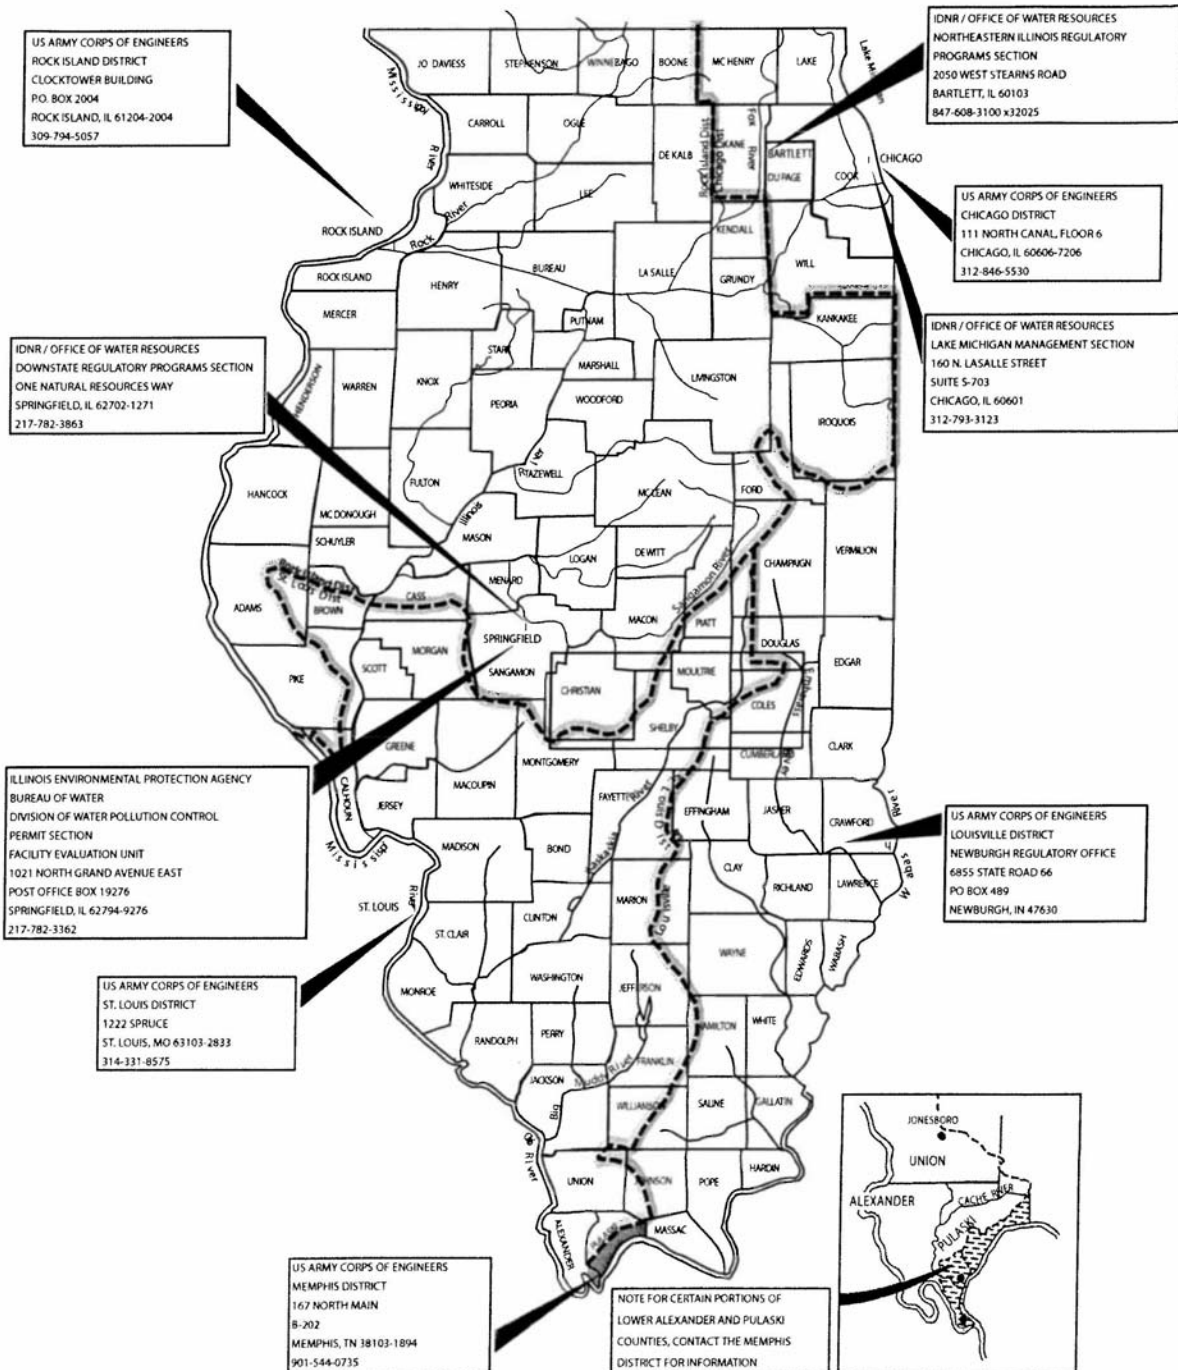 US ARMY CORPS OF ENGINEERS
ROCK ISLAND DISTRICT
CLOCKTOWER BUILDING
P.O. BOX 2004
ROCK ISLAND, IL 61204-2004
309-794-5057
IDNR / OFFICE OF WATER RESOURCES
NORTHEASTERN ILLINOIS REGULATORY
PROGRAMS SECTION
2050 WEST STEARNS ROAD
BARTLETT, IL 60103
847-608-3100 x32025
US ARMY CORPS OF ENGINEERS
CHICAGO DISTRICT
111 NORTH CANAL, FLOOR 6
CHICAGO, IL 60606-7206
312-846-5530
IDNR / OFFICE OF WATER RESOURCES
LAKE MICHIGAN MANAGEMENT SECTION
160 N. LASALLE STREET
SUITE S-703
CHICAGO, IL 60601
312-793-3123
IDNR / OFFICE OF WATER RESOURCES
DOWNSTATE REGULATORY PROGRAMS SECTION
ONE NATURAL RESOURCES WAY
SPRINGFIELD, IL 62702-1271
217-782-3863
JO DAVIESS
STEPHENSON
WINNEBAGO
BOONE
MC HENRY
LAKE
Mississippi
River
CARROLL
OGLE
DE KALB
Rock Island Dist
Chicago Dist
KANE
Fox
River
BARTLETT
DU PAGE
COOK
CHICAGO
WHITESIDE
LEE
Rock
River
KENDALL
ROCK ISLAND
ROCK ISLAND
HENRY
BUREAU
LA SALLE
GRUNDY
WILL
MERCER
PUTNAM
KANKAKEE
STARK
MARSHALL
HENDERSON
WARREN
KNOX
PEORIA
WOODFORD
LIVINGSTON
IROQUOIS
River
TAZEWELL
HANCOCK
MC DONOUGH
FULTON
Illinois
MC LEAN
FORD
SCHUYLER
MASON
LOGAN
DEWITT
Sangamon River
CHAMPAIGN
VERMILION
Rock Island Dist
St. Louis Dist
ADAMS
BROWN
CASS
MENARD
MACON
PIATT
DOUGLAS
SPRINGFIELD
SANGAMON
MORGAN
SCOTT
PIKE
CHRISTIAN
MOULTRIE
EDGAR
Embarrass
River
COLES
SHELBY
GREENE
MACOUPIN
MONTGOMERY
CUMBERLAND
CLARK
CALHOUN
JERSEY
FAYETTE
EFFINGHAM
JASPER
CRAWFORD
Kaskaskia River
MADISON
BOND
CLAY
RICHLAND
LAWRENCE
ST. LOUIS
ST. CLAIR
CLINTON
MARION
MONROE
WASHINGTON
JEFFERSON
WAYNE
EDWARDS
WABASH
RANDOLPH
PERRY
HAMILTON
WHITE
FRANKLIN
JACKSON
Big
Muddy River
WILLIAMSON
SALINE
GALLATIN
UNION
JOHNSON
POPE
HARDIN
ALEXANDER
MASSAC
ILLINOIS ENVIRONMENTAL PROTECTION AGENCY
BUREAU OF WATER
DIVISION OF WATER POLLUTION CONTROL
PERMIT SECTION
FACILITY EVALUATION UNIT
1021 NORTH GRAND AVENUE EAST
POST OFFICE BOX 19276
SPRINGFIELD, IL 62794-9276
217-782-3362
US ARMY CORPS OF ENGINEERS
LOUISVILLE DISTRICT
NEWBURGH REGULATORY OFFICE
6855 STATE ROAD 66
PO BOX 489
NEWBURGH, IN 47630
US ARMY CORPS OF ENGINEERS
ST. LOUIS DISTRICT
1222 SPRUCE
ST. LOUIS, MO 63103-2833
314-331-8575
US ARMY CORPS OF ENGINEERS
MEMPHIS DISTRICT
167 NORTH MAIN
B-202
MEMPHIS, TN 38103-1894
901-544-0735
NOTE FOR CERTAIN PORTIONS OF
LOWER ALEXANDER AND PULASKI
COUNTIES, CONTACT THE MEMPHIS
DISTRICT FOR INFORMATION
JONESBORO
UNION
ALEXANDER
CACHE RIVER
PULASKI